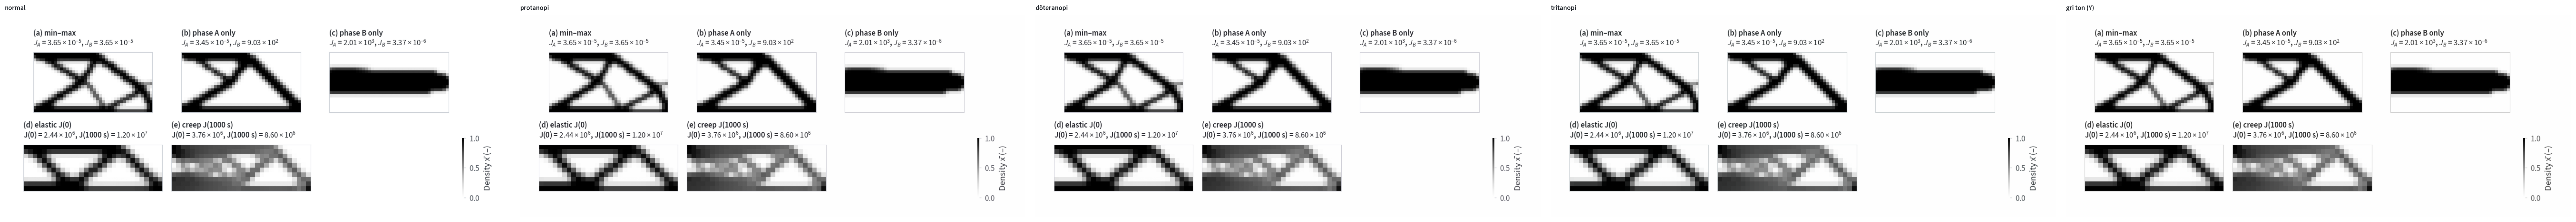 normal
(a) min–max
J_A = 3.65 × 10⁻⁵, J_B = 3.65 × 10⁻⁵
(b) phase A only
J_A = 3.45 × 10⁻⁵, J_B = 9.03 × 10²
(c) phase B only
J_A = 2.01 × 10³, J_B = 3.37 × 10⁻⁶
(d) elastic J(0)
J(0) = 2.44 × 10⁶, J(1000 s) = 1.20 × 10⁷
(e) creep J(1000 s)
J(0) = 3.76 × 10⁶, J(1000 s) = 8.60 × 10⁶
1.0
0.5
0.0
Density x̄ (–)
protanopi
(a) min–max
J_A = 3.65 × 10⁻⁵, J_B = 3.65 × 10⁻⁵
(b) phase A only
J_A = 3.45 × 10⁻⁵, J_B = 9.03 × 10²
(c) phase B only
J_A = 2.01 × 10³, J_B = 3.37 × 10⁻⁶
(d) elastic J(0)
J(0) = 2.44 × 10⁶, J(1000 s) = 1.20 × 10⁷
(e) creep J(1000 s)
J(0) = 3.76 × 10⁶, J(1000 s) = 8.60 × 10⁶
1.0
0.5
0.0
Density x̄ (–)
döteranopi
(a) min–max
J_A = 3.65 × 10⁻⁵, J_B = 3.65 × 10⁻⁵
(b) phase A only
J_A = 3.45 × 10⁻⁵, J_B = 9.03 × 10²
(c) phase B only
J_A = 2.01 × 10³, J_B = 3.37 × 10⁻⁶
(d) elastic J(0)
J(0) = 2.44 × 10⁶, J(1000 s) = 1.20 × 10⁷
(e) creep J(1000 s)
J(0) = 3.76 × 10⁶, J(1000 s) = 8.60 × 10⁶
1.0
0.5
0.0
Density x̄ (–)
tritanopi
(a) min–max
J_A = 3.65 × 10⁻⁵, J_B = 3.65 × 10⁻⁵
(b) phase A only
J_A = 3.45 × 10⁻⁵, J_B = 9.03 × 10²
(c) phase B only
J_A = 2.01 × 10³, J_B = 3.37 × 10⁻⁶
(d) elastic J(0)
J(0) = 2.44 × 10⁶, J(1000 s) = 1.20 × 10⁷
(e) creep J(1000 s)
J(0) = 3.76 × 10⁶, J(1000 s) = 8.60 × 10⁶
1.0
0.5
0.0
Density x̄ (–)
gri ton (Y)
(a) min–max
J_A = 3.65 × 10⁻⁵, J_B = 3.65 × 10⁻⁵
(b) phase A only
J_A = 3.45 × 10⁻⁵, J_B = 9.03 × 10²
(c) phase B only
J_A = 2.01 × 10³, J_B = 3.37 × 10⁻⁶
(d) elastic J(0)
J(0) = 2.44 × 10⁶, J(1000 s) = 1.20 × 10⁷
(e) creep J(1000 s)
J(0) = 3.76 × 10⁶, J(1000 s) = 8.60 × 10⁶
1.0
0.5
0.0
Density x̄ (–)